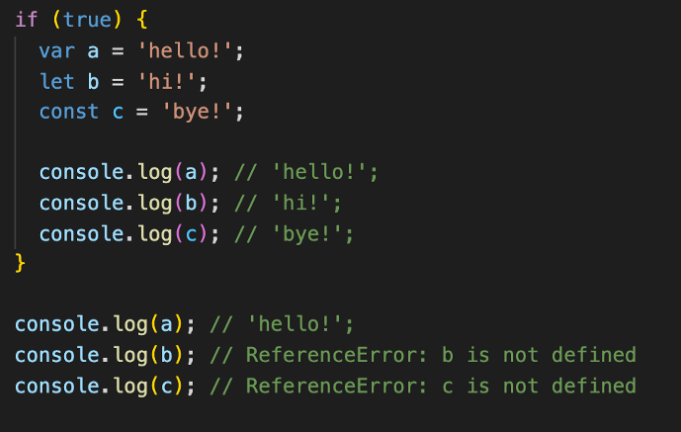 if (true) {
  var a = 'hello!';
  let b = 'hi!';
  const c = 'bye!';

  console.log(a); // 'hello!';
  console.log(b); // 'hi!';
  console.log(c); // 'bye!';
}

console.log(a); // 'hello!';
console.log(b); // ReferenceError: b is not defined
console.log(c); // ReferenceError: c is not defined